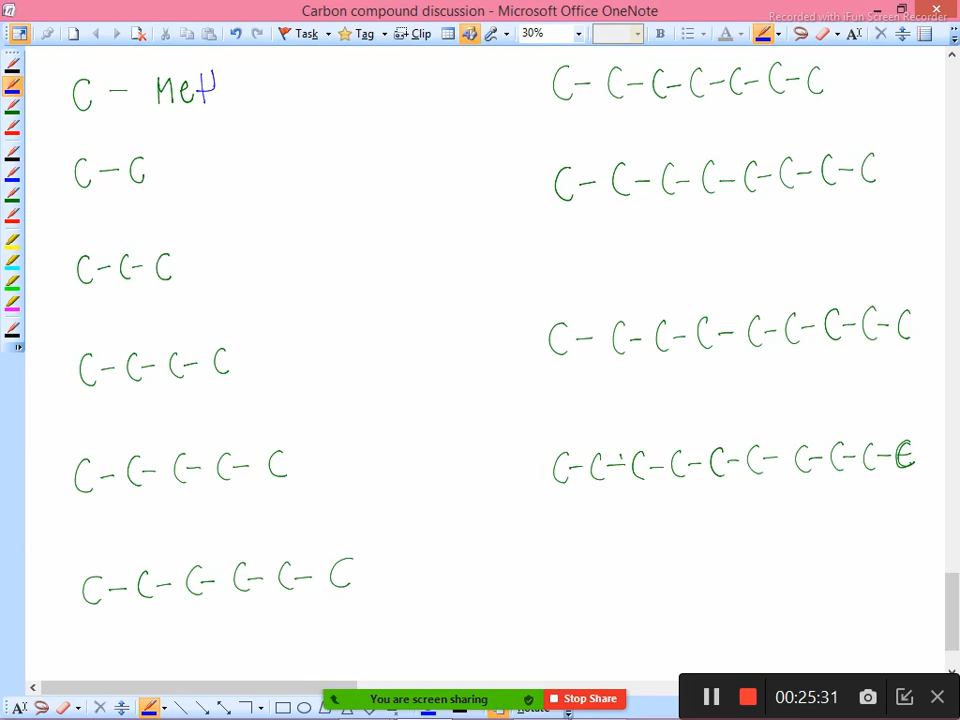 Carbon compound discussion - Microsoft Office OneNote
Recorded with iFun Screen Recorder
Task Tag Clip 30% B A A
C - Met
C - C
C - C - C
C - C - C - C
C - C - C - C - C
C - C - C - C - C - C
C - C - C - C - C - C - C
C - C - C - C - C - C - C - C
C - C - C - C - C - C - C - C - C
C - C - C - C - C - C - C - C - C - C
You are screen sharing Stop Share
00:25:31